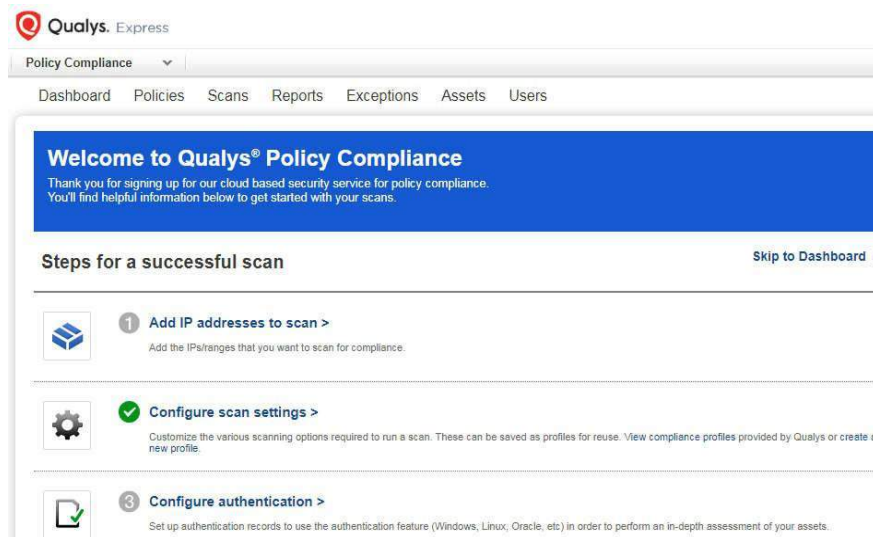 Qualys. Express
Policy Compliance
Dashboard Policies Scans Reports Exceptions Assets Users
Welcome to Qualys® Policy Compliance
Thank you for signing up for our cloud based security service for policy compliance.
You'll find helpful information below to get started with your scans.
Steps for a successful scan
Skip to Dashboard
1 Add IP addresses to scan >
Add the IPs/ranges that you want to scan for compliance.
Configure scan settings >
Customize the various scanning options required to run a scan. These can be saved as profiles for reuse. View compliance profiles provided by Qualys or create a
new profile.
3 Configure authentication >
Set up authentication records to use the authentication feature (Windows, Linux, Oracle, etc) in order to perform an in-depth assessment of your assets.